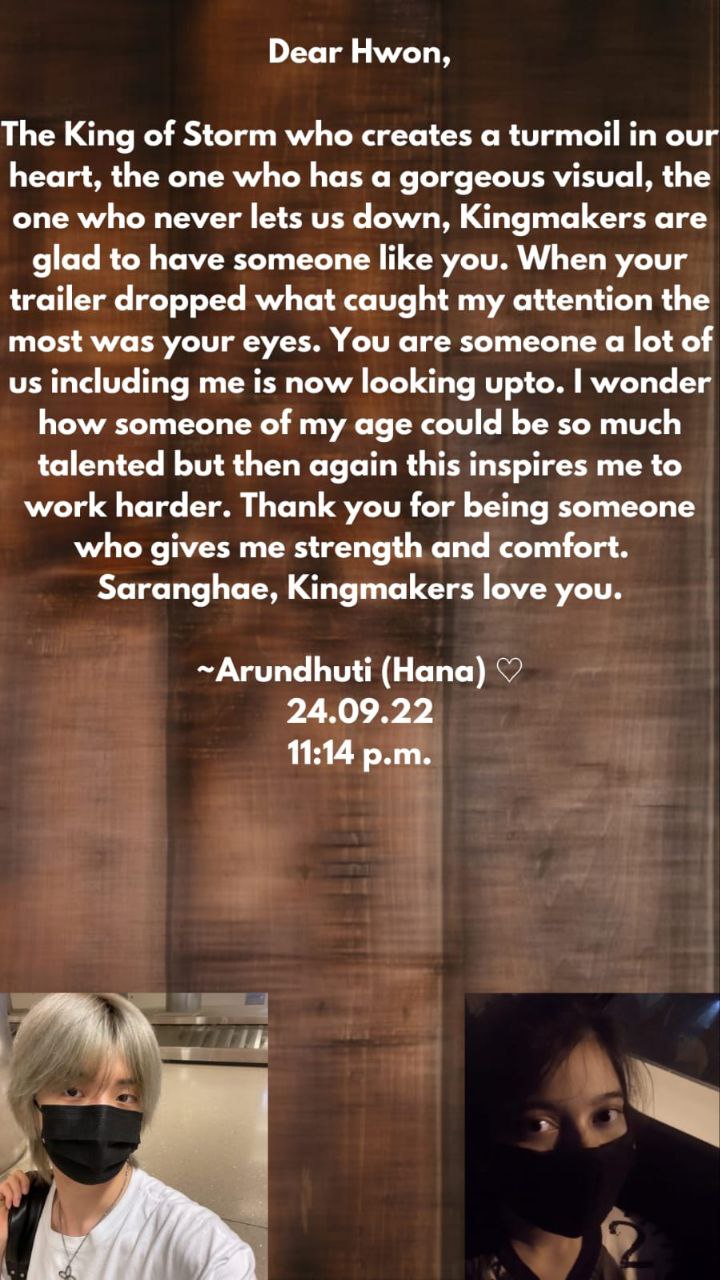 Dear Hwon,
The King of Storm who creates a turmoil in our
heart, the one who has a gorgeous visual, the
one who never lets us down, Kingmakers are
glad to have someone like you. When your
trailer dropped what caught my attention the
most was your eyes. You are someone a lot of
us including me is now looking upto. I wonder
how someone of my age could be so much
talented but then again this inspires me to
work harder. Thank you for being someone
who gives me strength and comfort.
Saranghae, Kingmakers love you.
~Arundhuti (Hana) ♡
24.09.22
11:14 p.m.
2